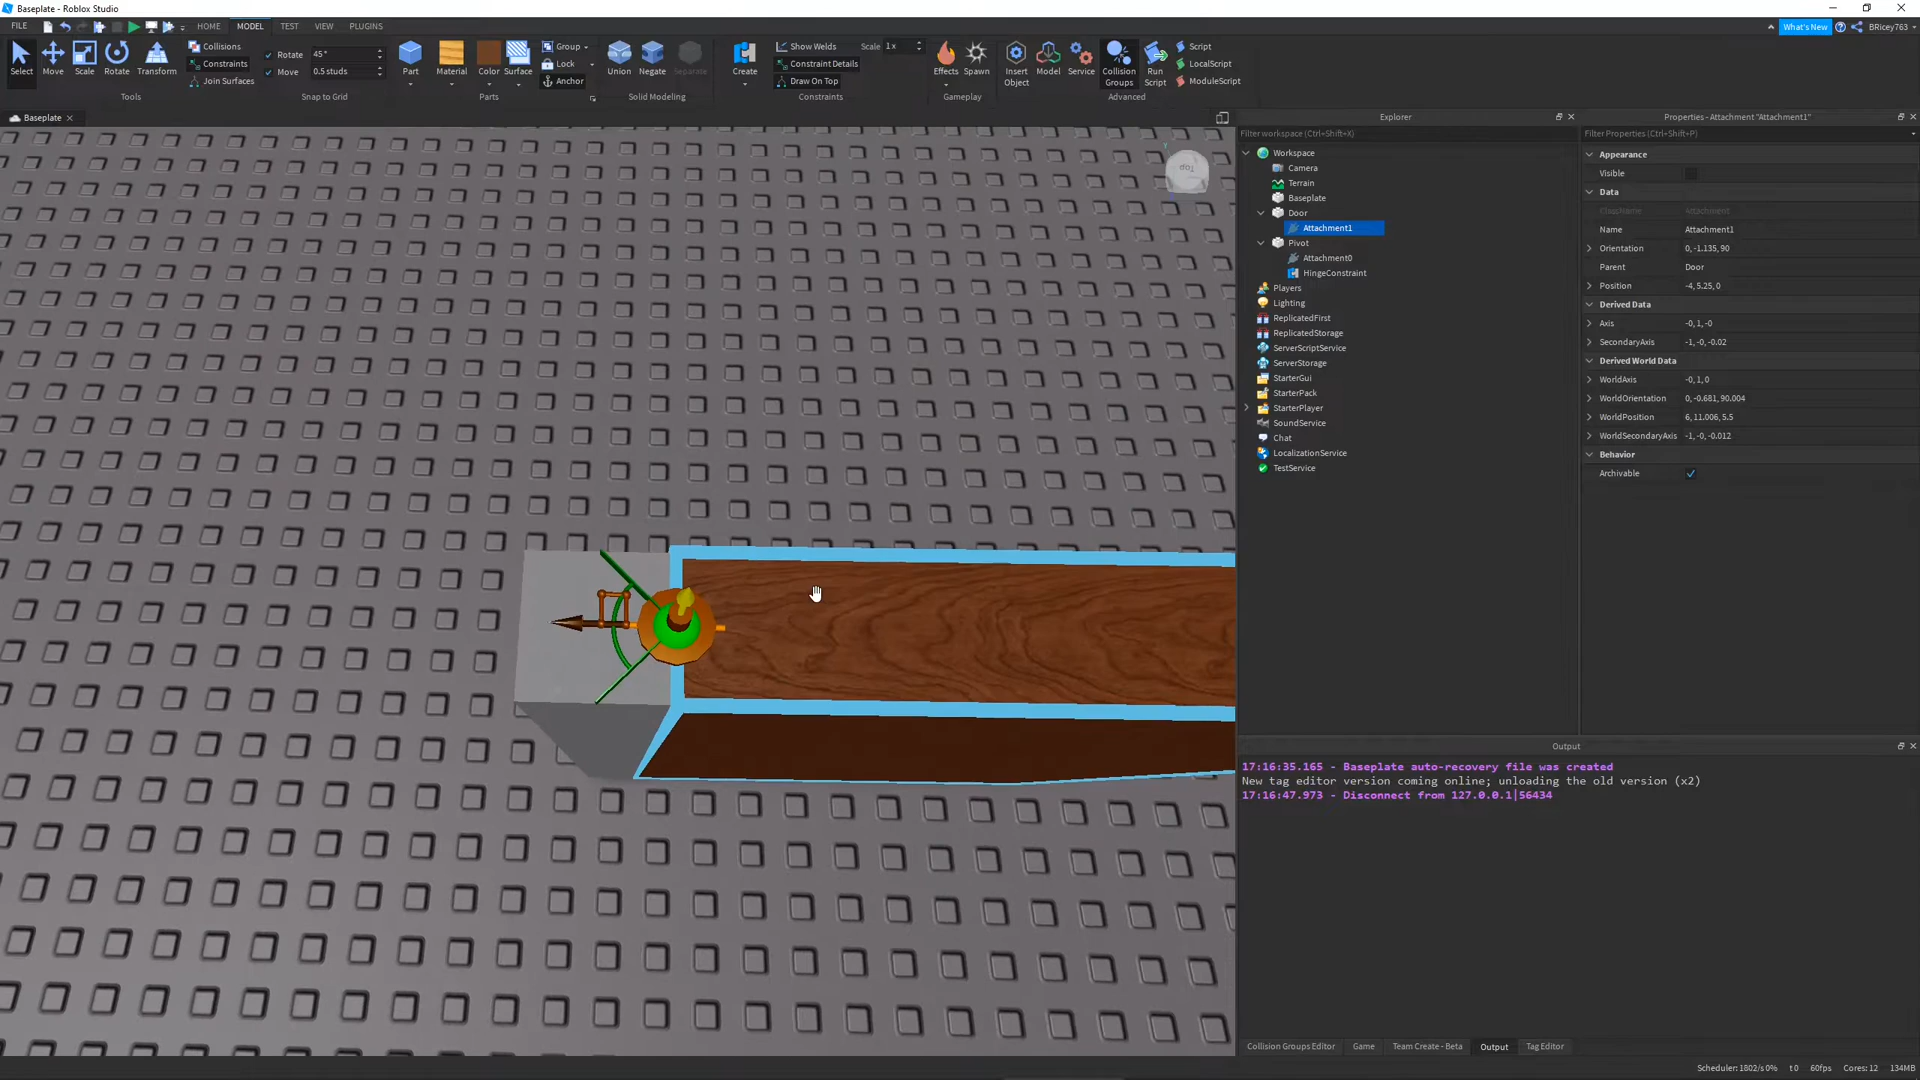 Baseplate - Roblox Studio
FILE HOME MODEL TEST VIEW PLUGINS What's New BRicey763
Select Move Scale Rotate Transform Collisions Constraints Join Surfaces Rotate 45° Move 0.5 studs Part Material Color Surface Group Lock Anchor Union Negate Separate Create Show Welds Scale 1x Constraint Details Draw On Top Effects Spawn Insert Object Model Service Collision Groups Run Script Script LocalScript ModuleScript
Tools Snap to Grid Parts Solid Modeling Constraints Gameplay Advanced
Baseplate
Top
Explorer
Filter workspace (Ctrl+Shift+X)
Workspace
Camera
Terrain
Baseplate
Door
Attachment1
Pivot
Attachment0
HingeConstraint
Players
Lighting
ReplicatedFirst
ReplicatedStorage
ServerScriptService
ServerStorage
StarterGui
StarterPack
StarterPlayer
SoundService
Chat
LocalizationService
TestService
Properties - Attachment "Attachment1"
Filter Properties (Ctrl+Shift+P)
Appearance
Visible
Data
ClassName Attachment
Name Attachment1
Orientation 0, -1.135, 90
Parent Door
Position -4, 5.25, 0
Derived Data
Axis -0, 1, -0
SecondaryAxis -1, -0, -0.02
Derived World Data
WorldAxis -0, 1, 0
WorldOrientation 0, -0.681, 90.004
WorldPosition 6, 11.006, 5.5
WorldSecondaryAxis -1, -0, -0.012
Behavior
Archivable
Output
17:16:35.165 - Baseplate auto-recovery file was created
New tag editor version coming online; unloading the old version (x2)
17:16:47.973 - Disconnect from 127.0.0.1|56434
Collision Groups Editor Game Team Create - Beta Output Tag Editor
Scheduler: 1802/s 0% t 0 60fps Cores: 12 134MB